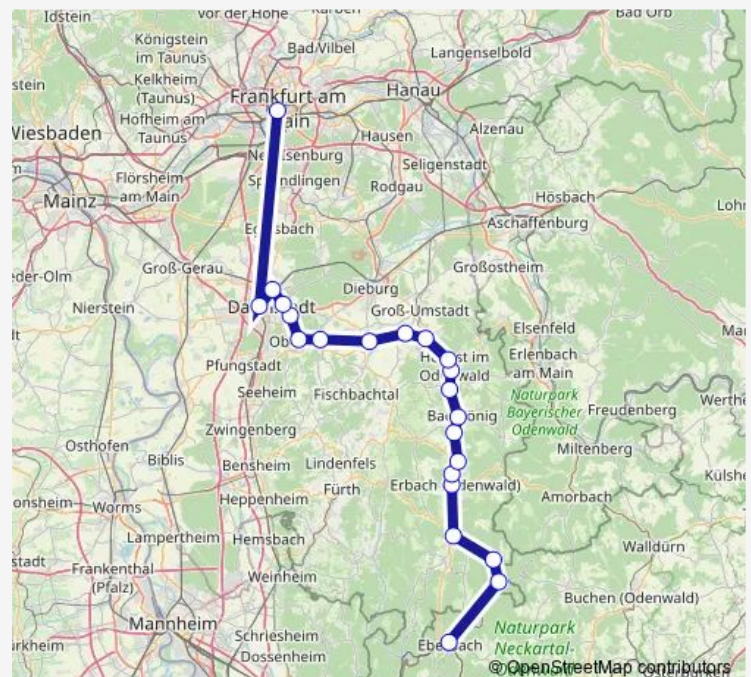 Idstein
vor der Höhe
Karben
Bad Orb
Königstein
im Taunus
Bad Vilbel
Langenselbold
stein
Kelkheim
(Taunus)
Frankfurt am
Hanau
Hofheim am
Taunus
Wiesbaden
Hausen
Alzenau
Flörsheim
am Main
Seligenstadt
Mainz
Rodgau
Hösbach
Lohr
Aschaffenburg
Groß-Gerau
Großostheim
Dieburg
Nierstein
Groß-Umstadt
Elsenfeld
Pfungstadt
Erlenbach
am Main
Seeheim
Fischbachtal
Naturpark
Bayerischer
Odenwald
Freudenberg
Zwingenberg
Osthofen
Biblis
Miltenberg
Bensheim
Lindenfels
Worms
Heppenheim
Fürth
Amorbach
Lampertheim
Hemsbach
Walldürn
Frankenthal
(Pfalz)
Weinheim
Buchen (Odenwald)
Mannheim
Schriesheim
Dossenheim
Naturpark
Neckartal-
© OpenStreetMap contributors